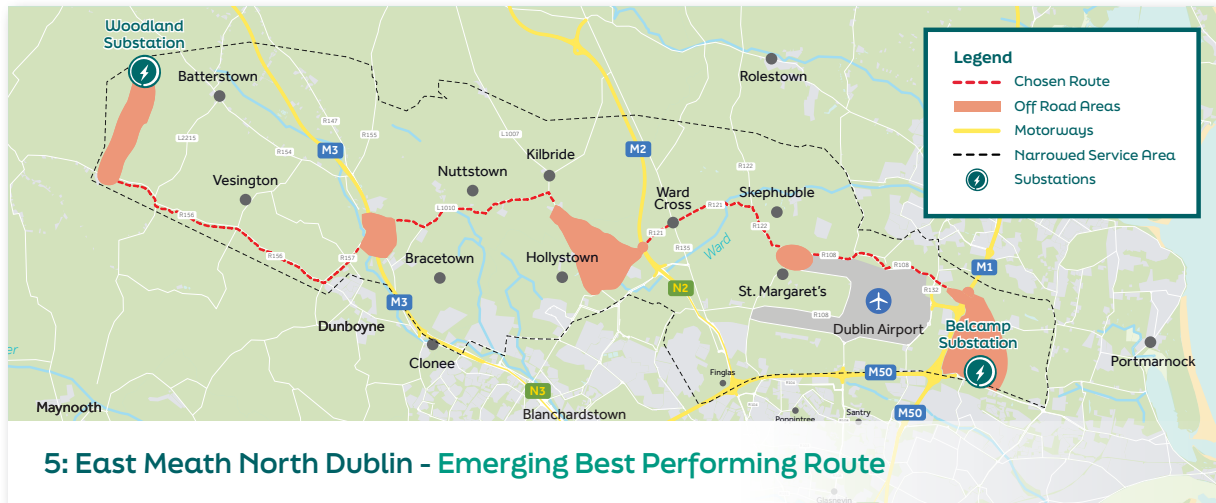 Woodland
Substation
Batterstown
Rolestown
Legend
Chosen Route
Off Road Areas
Motorways
Narrowed Service Area
Substations
R147
R155
L2215
R154
M3
L1007
Kilbride
M2
R122
Nuttstown
Vesington
Ward
Cross
Skephubble
R156
L1010
R121
R121
R122
R135
Ward
R156
R157
Bracetown
Hollystown
St. Margaret's
R108
R108
M1
R132
M3
N2
R108
Dublin Airport
Dunboyne
Clonee
Belcamp
Substation
Portmarnock
Finglas
M50
N3
Maynooth
Blanchardstown
Poppintree
Santry
M50
5: East Meath North Dublin - Emerging Best Performing Route
Glasnevin